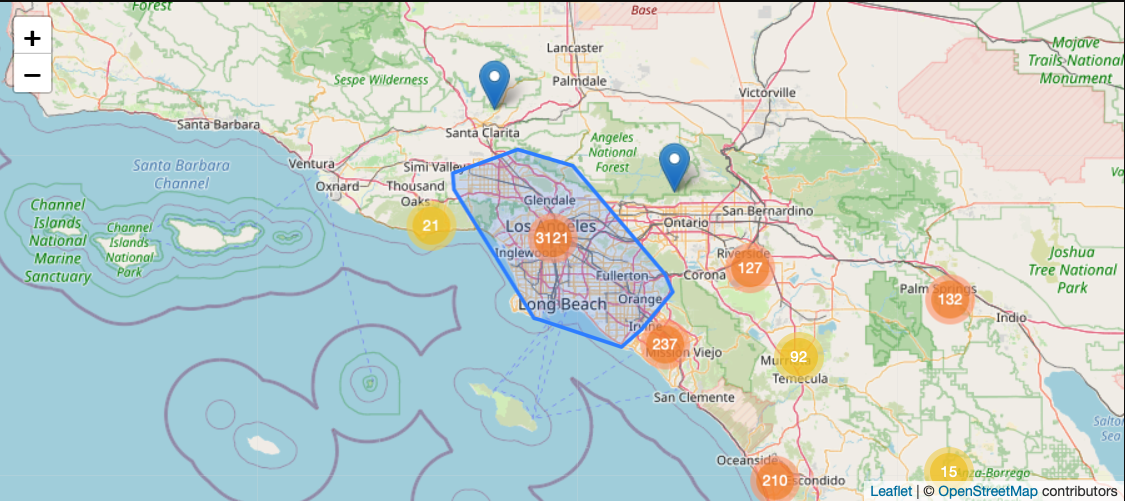 Forest
Base
+
−
Lancaster
Palmdale
Mojave
Trails National
Monument
Sespe Wilderness
Victorville
Santa Barbara
Santa Clarita
Angeles
National
Forest
Santa Barbara
Channel
Ventura
Simi Valley
Oxnard
Thousand
Oaks
Glendale
Channel
Islands
National
Marine
Sanctuary
Channel
Islands
National
Park
21
Los Angeles
3121
Inglewood
Ontario
San Bernardino
Riverside
127
Corona
Fullerton
Joshua
Tree National
Park
Palm Springs
132
Long Beach
Orange
Indio
Irvine
237
Mission Viejo
92
Mur
Temecula
San Clemente
Salton
Sea
Oceanside
210
scondido
15
nza-Borrego
Leaflet | © OpenStreetMap contributors